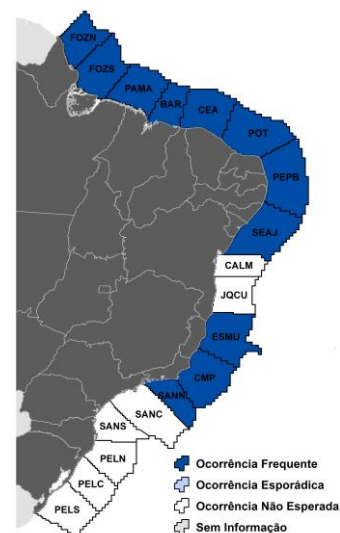 FOZN
FOZS
PAMA
BAR
CEA
POT
PEPB
SEAJ
CALM
JQCU
ESMU
CMP
SANN
SANC
SANS
PELN
PELC
PELS
Ocorrência Frequente
Ocorrência Esporádica
Ocorrência Não Esperada
Sem Informação